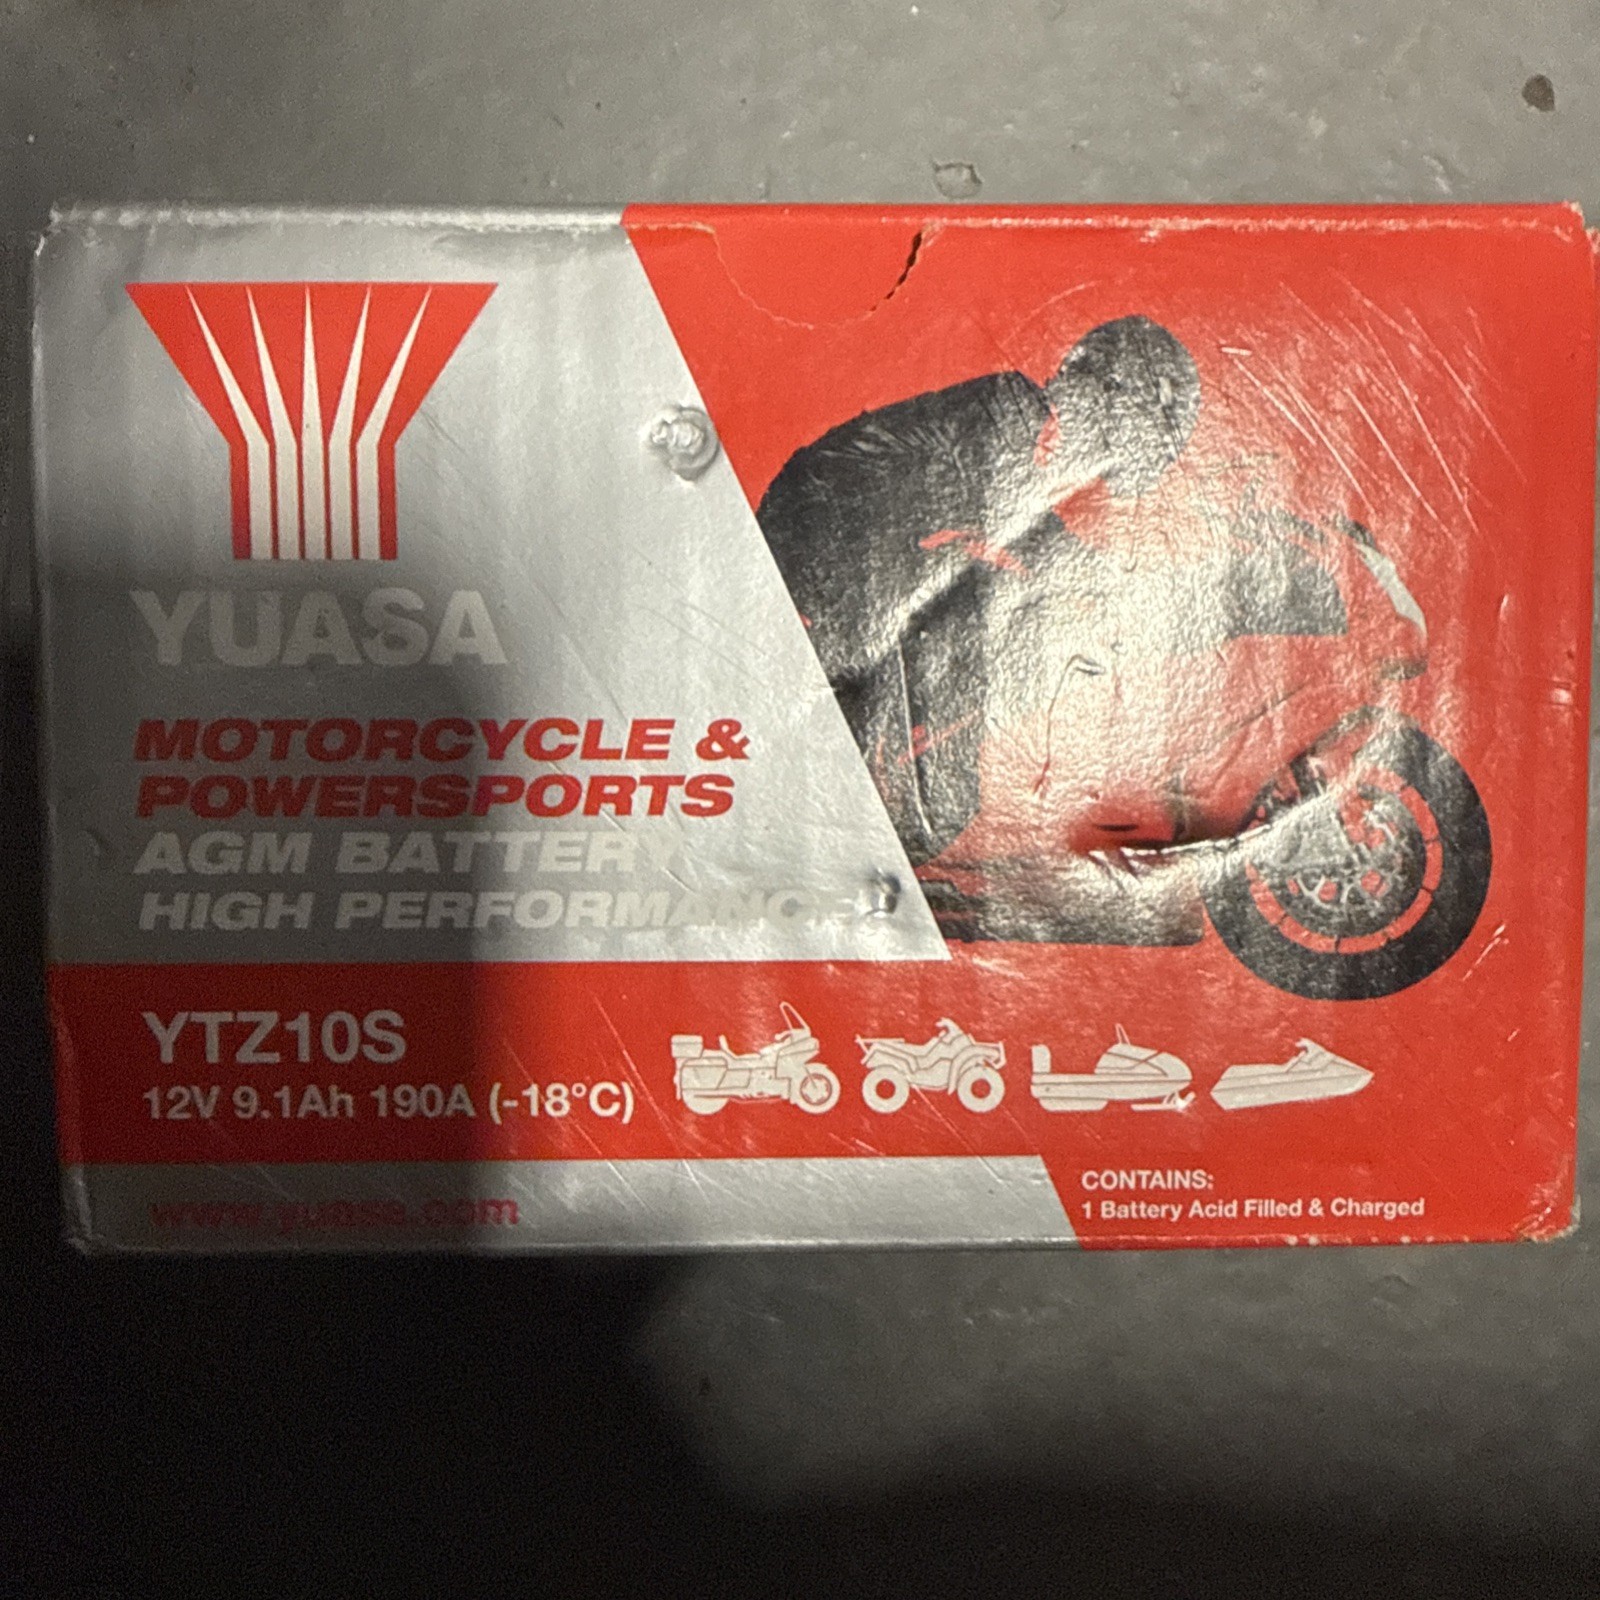 YUASA
MOTORCYCLE &
POWERSPORTS
AGM BATTERY
HIGH PERFORMANCE
YTZ10S
12V 9.1Ah 190A (-18°C)
www.yuasa.com
CONTAINS:
1 Battery Acid Filled & Charged